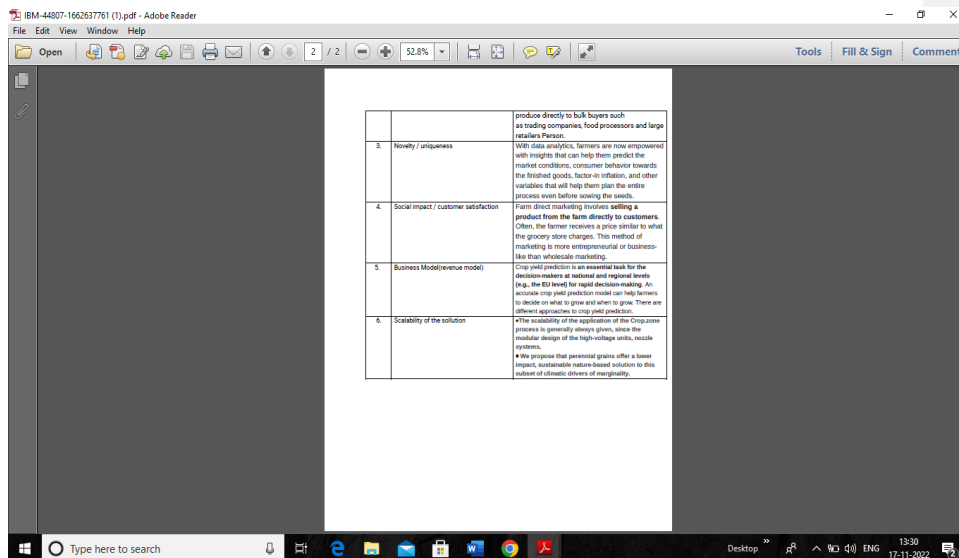 IBM-44807-1662637761 (1).pdf - Adobe Reader
File Edit View Window Help
Open 2 / 2 52.8% Tools Fill & Sign Comment
produce directly to bulk buyers such
as trading companies, food processors and large
retailers Person.
3. Novelty / uniqueness With data analytics, farmers are now empowered
with insights that can help them predict the
market conditions, consumer behavior towards
the finished goods, factor-in inflation, and other
variables that will help them plan the entire
process even before sowing the seeds.
4. Social impact / customer satisfaction Farm direct marketing involves selling a
product from the farm directly to customers.
Often, the farmer receives a price similar to what
the grocery store charges. This method of
marketing is more entrepreneurial or business-
like than wholesale marketing.
5. Business Model(revenue model) Crop yield prediction is an essential task for the
decision-makers at national and regional levels
(e.g., the EU level) for rapid decision-making. An
accurate crop yield prediction model can help farmers
to decide on what to grow and when to grow. There are
different approaches to crop yield prediction.
6. Scalability of the sollution •The scalability of the application of the Crop.zone
process is generally always given, since the
modular design of the high-voltage units, nozzle
systems.
• We propose that perennial grains offer a lower
impact, sustainable nature-based solution to this
subset of climatic drivers of marginality.
Type here to search Desktop ENG 13:30
17-11-2022